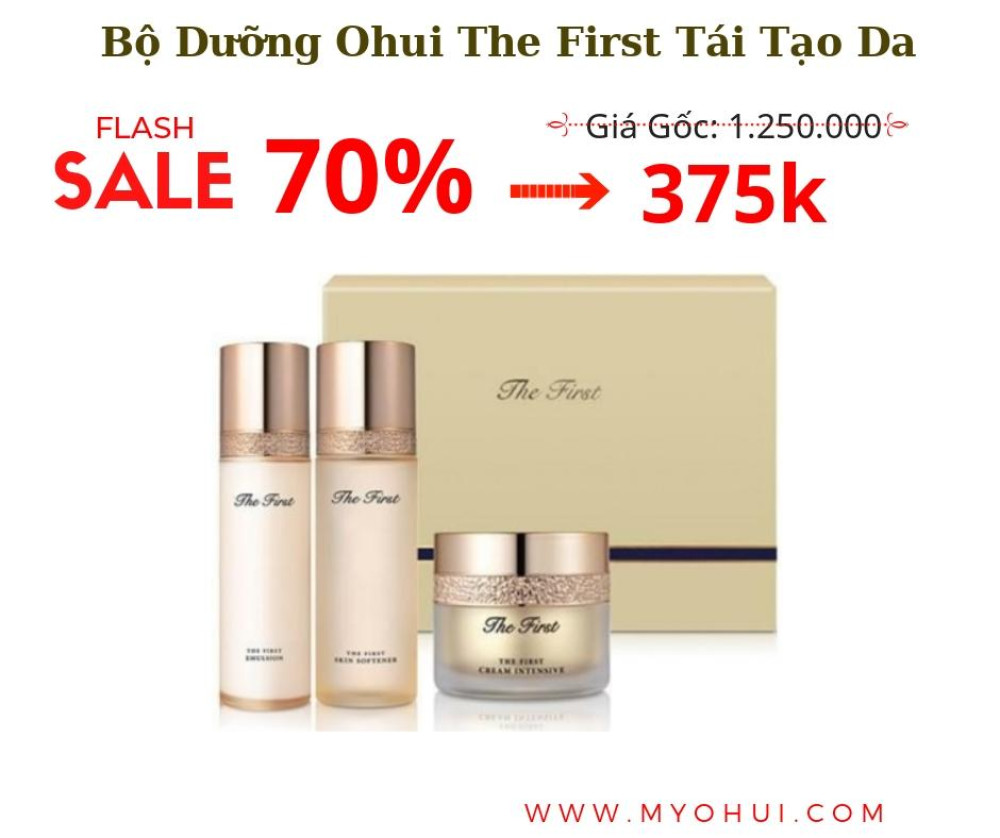 Bộ Dưỡng Ohui The First Tái Tạo Da
FLASH
SALE 70%
Giá Gốc: 1.250.000
375k
The First
The First
THE FIRST
EMULSION
The First
THE FIRST
SKIN SOFTENER
The First
THE FIRST
CREAM INTENSIVE
WWW.MYOHUI.COM